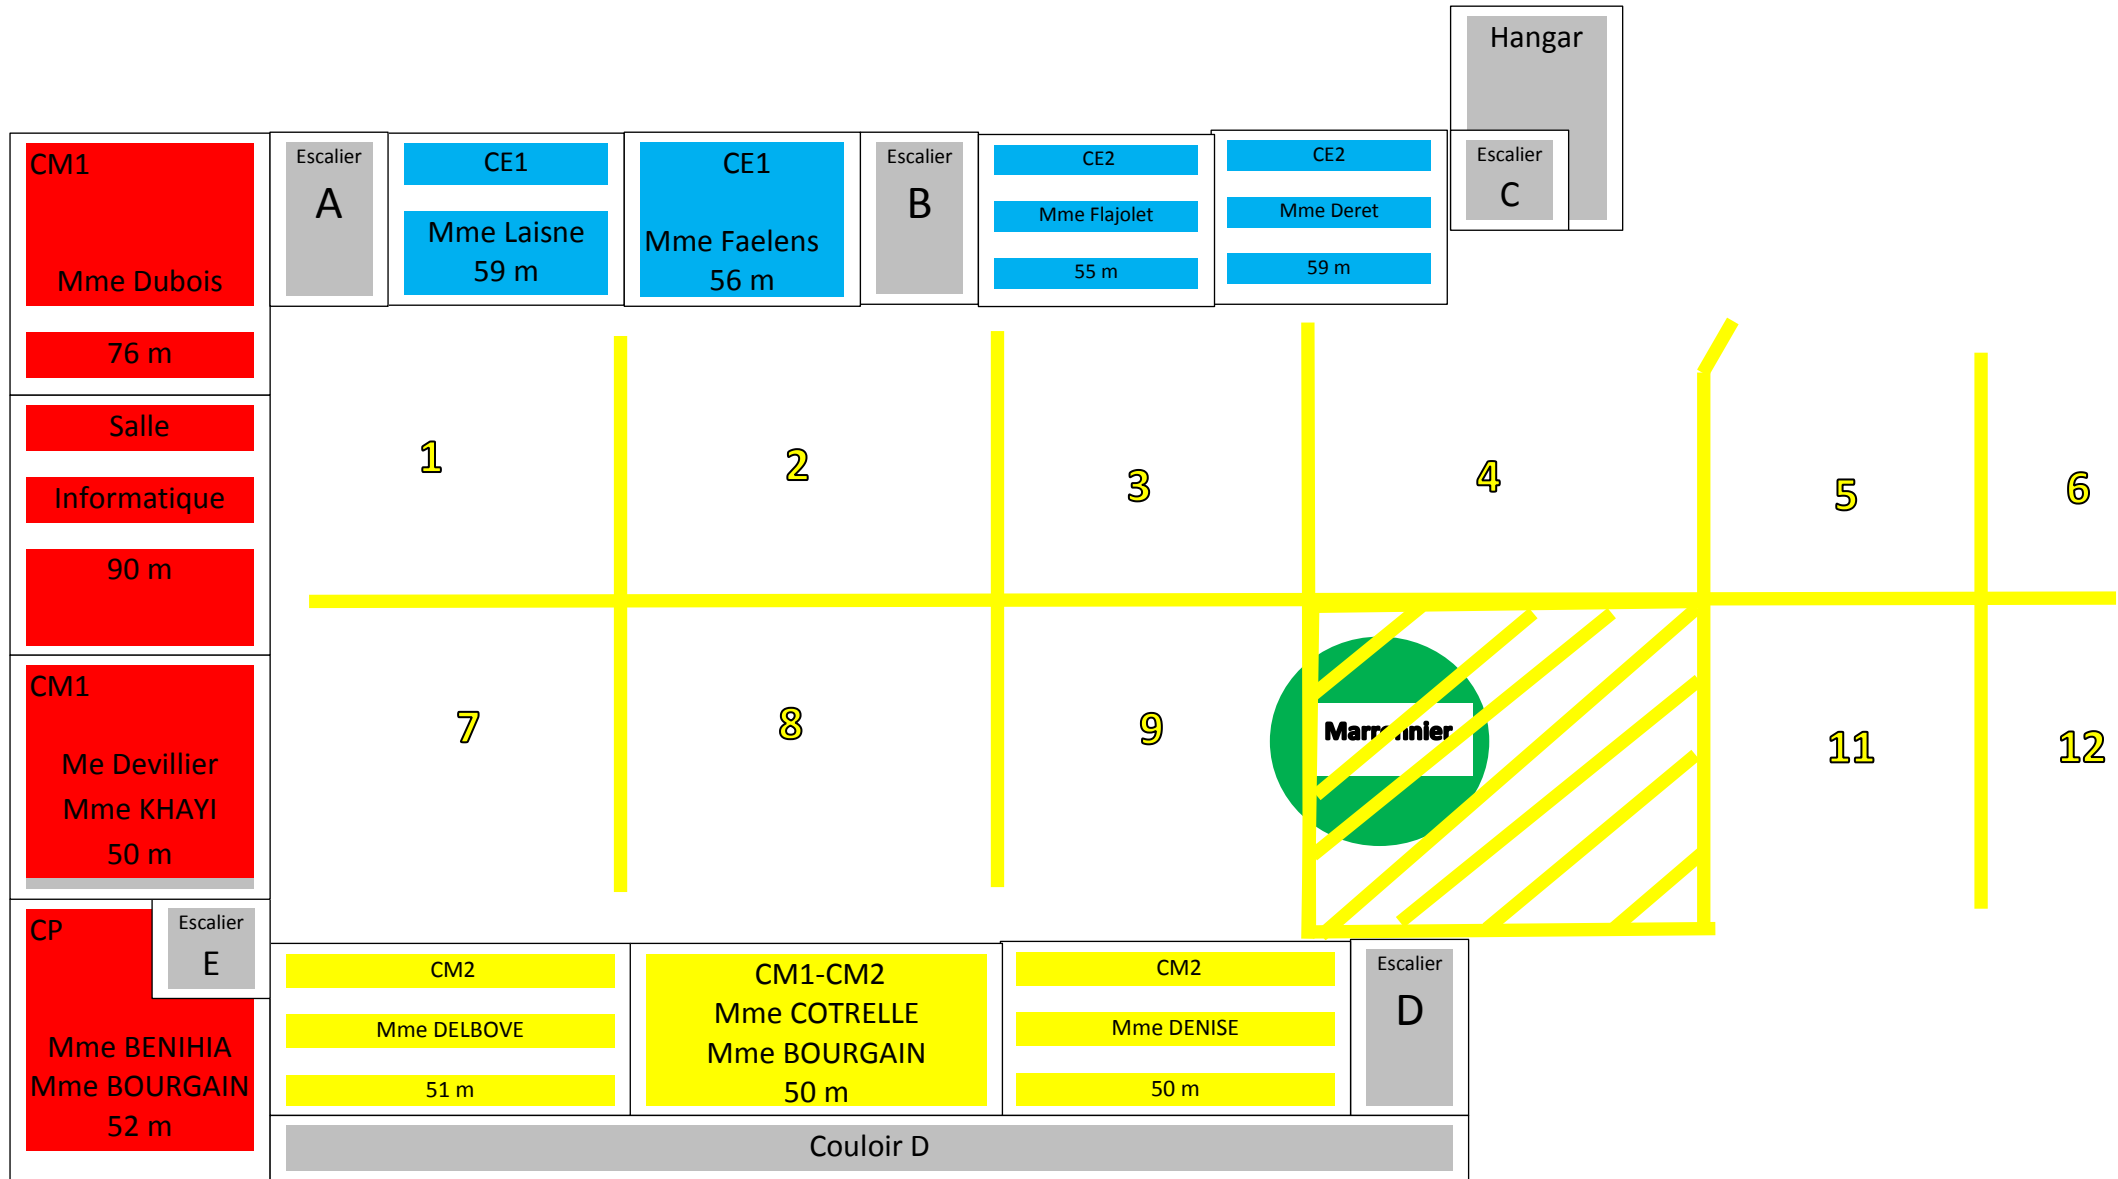 Hangar
CM1
Mme Dubois
76 m
Escalier
A
CE1
Mme Laisne
59 m
CE1
Mme Faelens
56 m
Escalier
B
CE2
Mme Flajolet
55 m
CE2
Mme Deret
59 m
Escalier
C
Salle
Informatique
90 m
1
2
3
4
5
6
CM1
Me Devillier
Mme KHAYI
50 m
7
8
9
Marronnier
11
12
CP
Escalier
E
Mme BENIHIA
Mme BOURGAIN
52 m
CM2
Mme DELBOVE
51 m
CM1-CM2
Mme COTRELLE
Mme BOURGAIN
50 m
CM2
Mme DENISE
50 m
Escalier
D
Couloir D